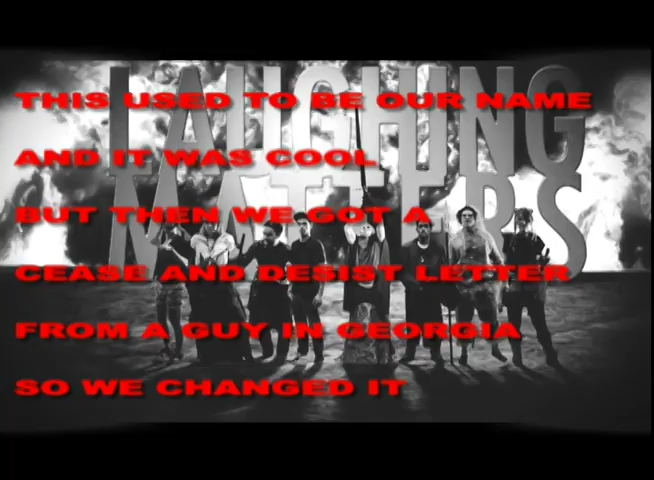 LAUGHING
MATTERS
THIS USED TO BE OUR NAME
AND IT WAS COOL
BUT THEN WE GOT A
CEASE AND DESIST LETTER
FROM A GUY IN GEORGIA
SO WE CHANGED IT